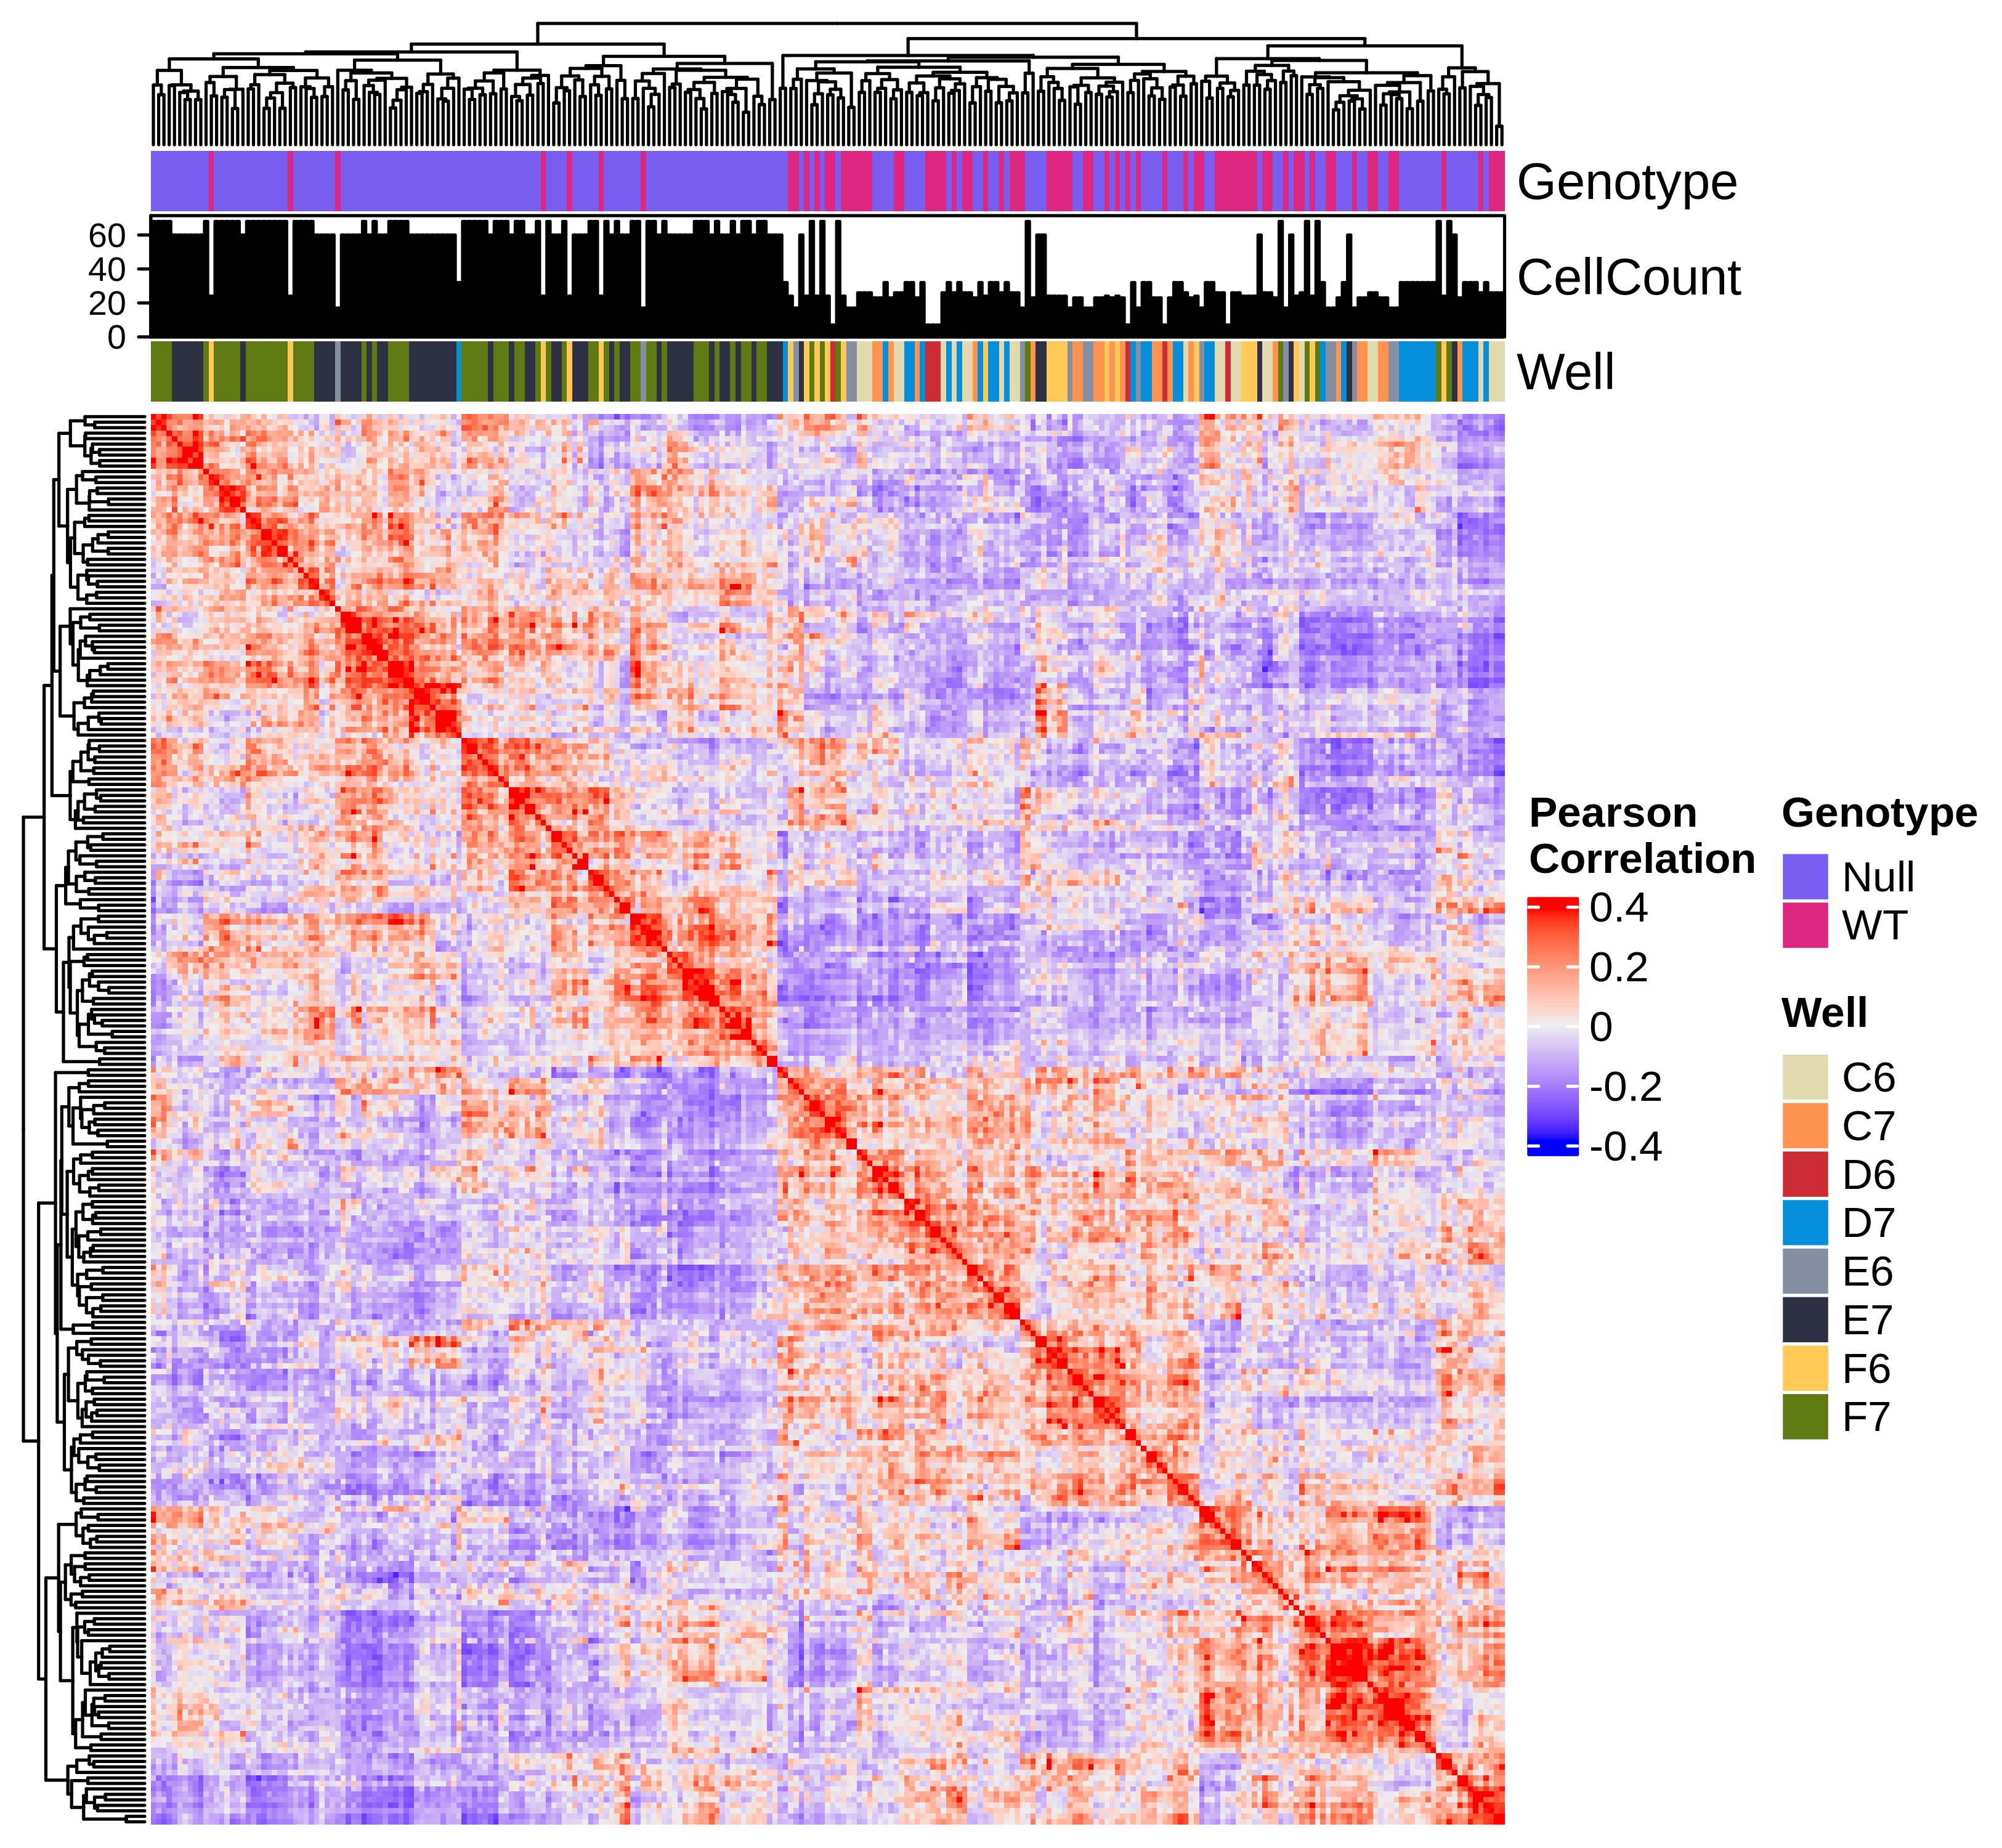 Genotype
60
40
20
0
CellCount
Well
Pearson
Correlation
0.4
0.2
0
-0.2
-0.4
Genotype
Null
WT
Well
C6
C7
D6
D7
E6
E7
F6
F7